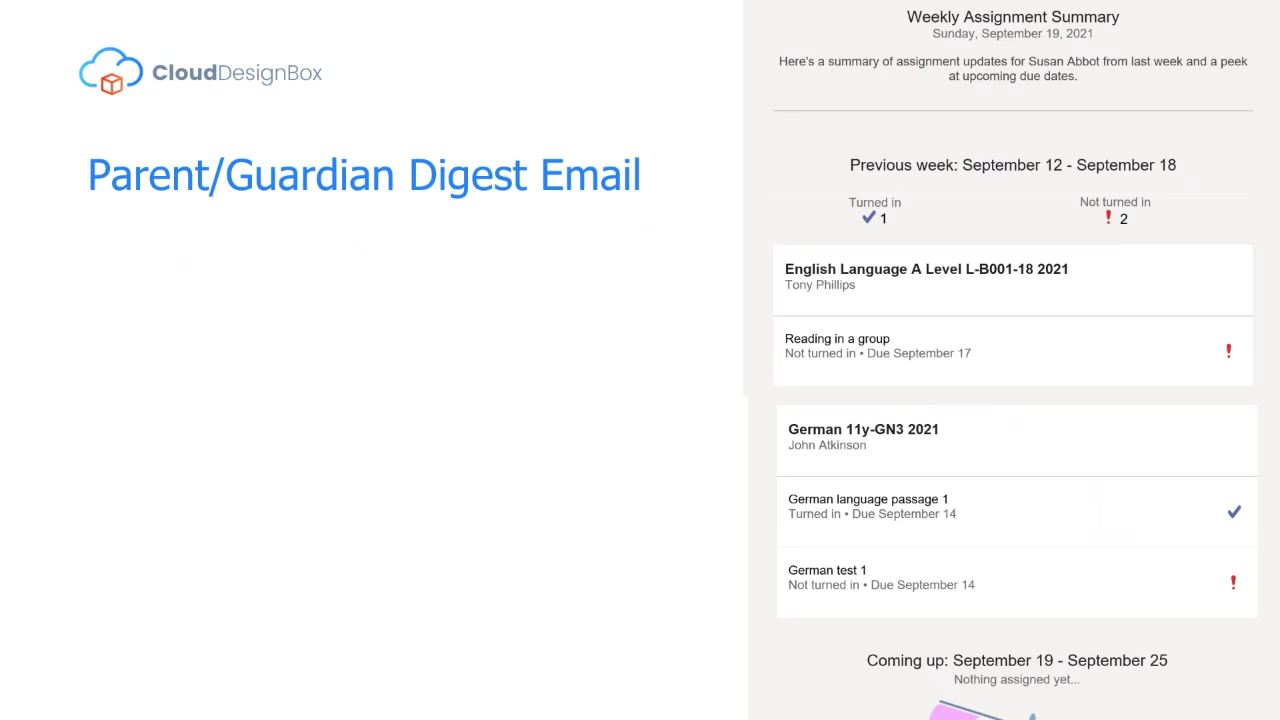 CloudDesignBox
Parent/Guardian Digest Email
Weekly Assignment Summary
Sunday, September 19, 2021
Here's a summary of assignment updates for Susan Abbot from last week and a peek
at upcoming due dates.
Previous week: September 12 - September 18
Turned in
1
Not turned in
2
English Language A Level L-B001-18 2021
Tony Phillips
Reading in a group
Not turned in • Due September 17
German 11y-GN3 2021
John Atkinson
German language passage 1
Turned in • Due September 14
German test 1
Not turned in • Due September 14
Coming up: September 19 - September 25
Nothing assigned yet...